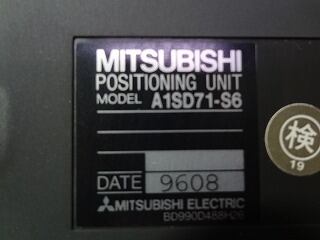 MITSUBISHI
POSITIONING UNIT
MODEL A1SD71-S6
DATE 9608
MITSUBISHI ELECTRIC
BD990D488H26
検
19